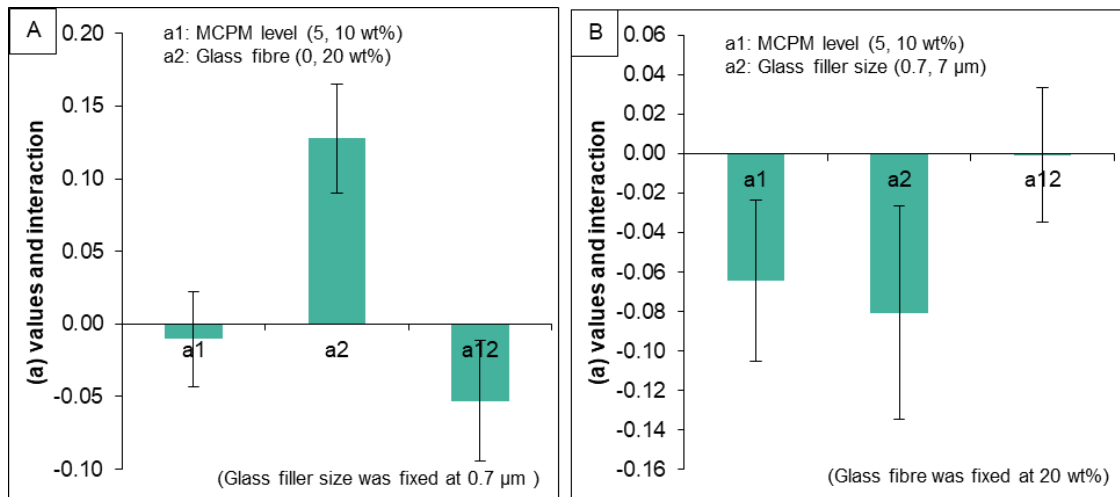 A
a1: MCPM level (5, 10 wt%)
a2: Glass fibre (0, 20 wt%)
(a) values and interaction
0.20
0.15
0.10
0.05
0.00
-0.05
-0.10
a1
a2
a12
(Glass filler size was fixed at 0.7 µm )
B
a1: MCPM level (5, 10 wt%)
a2: Glass filler size (0.7, 7 µm)
(a) values and interaction
0.06
0.04
0.02
0.00
-0.02
-0.04
-0.06
-0.08
-0.10
-0.12
-0.14
-0.16
a1
a2
a12
(Glass fibre was fixed at 20 wt%)